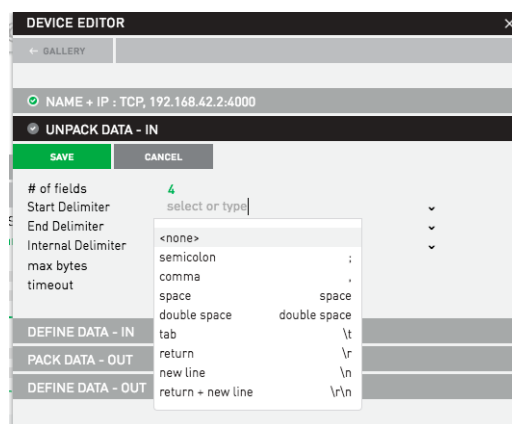 DEVICE EDITOR ×
← GALLERY
NAME + IP : TCP, 192.168.42.2:4000
UNPACK DATA - IN
SAVE CANCEL
# of fields 4
Start Delimiter select or type
End Delimiter
<none>
Internal Delimiter
semicolon ;
max bytes
comma ,
timeout
space space
double space double space
DEFINE DATA - IN
tab \t
PACK DATA - OUT
return \r
new line \n
DEFINE DATA - OUT
return + new line \r\n